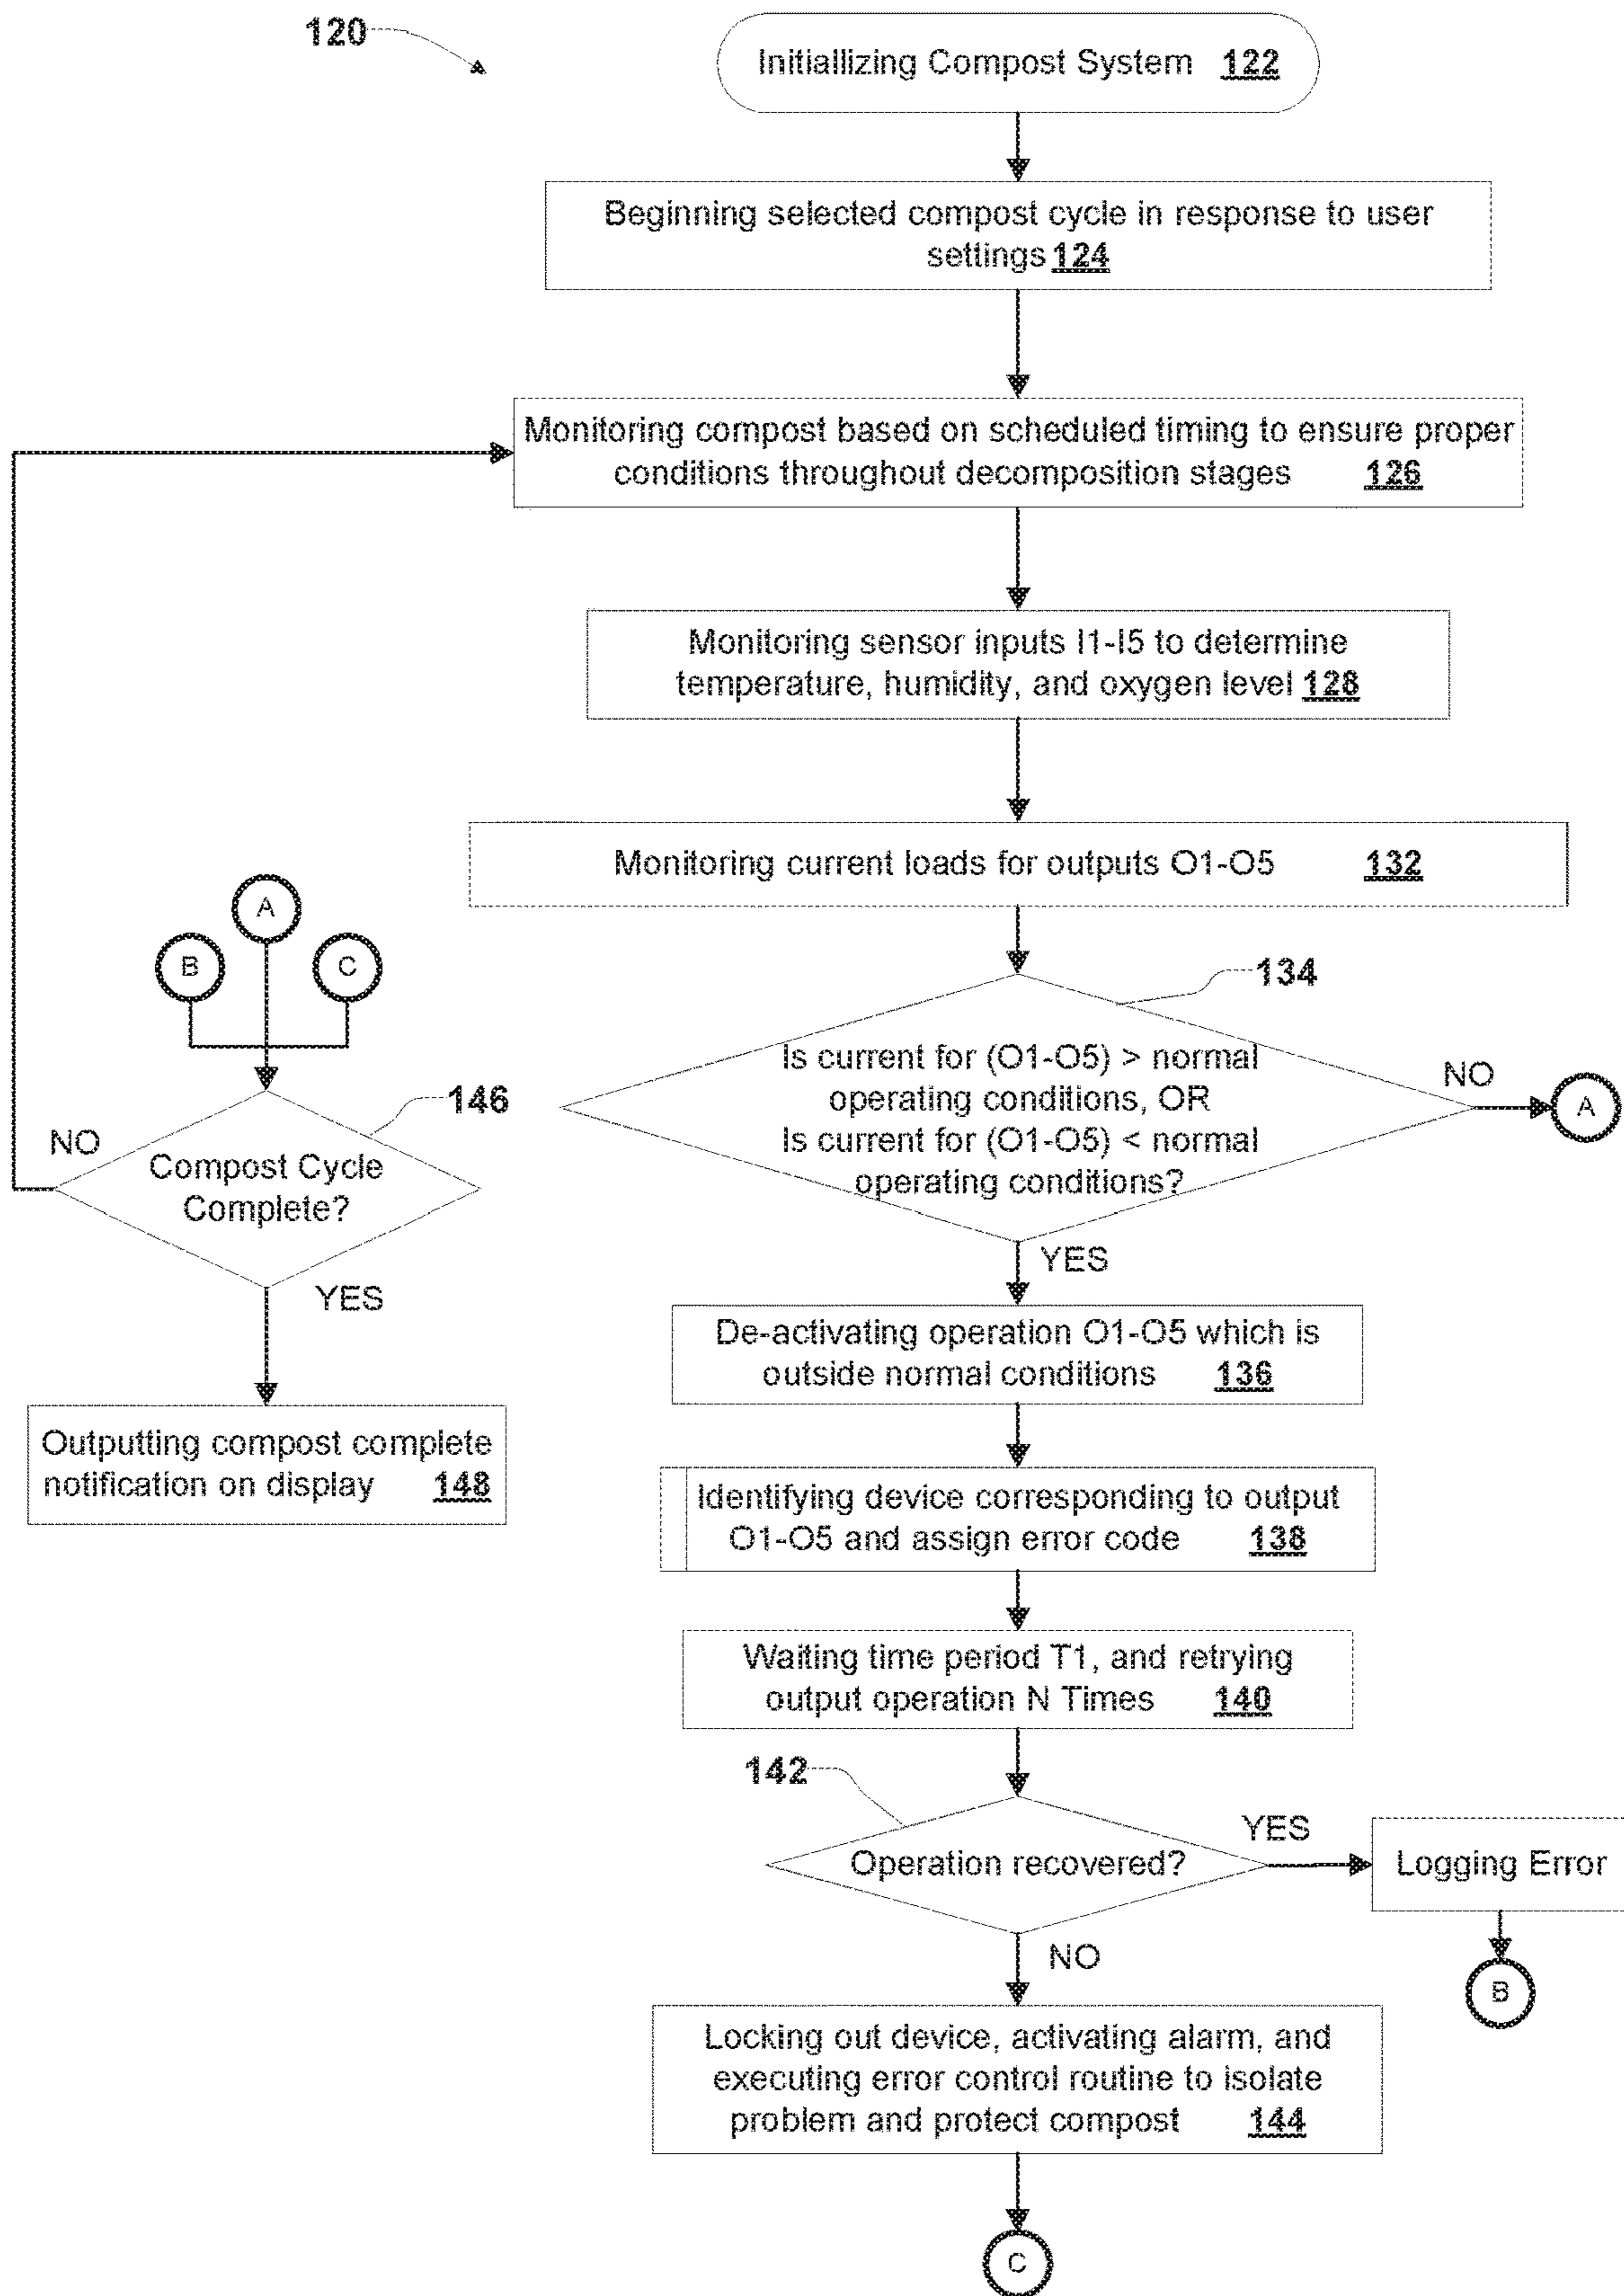 120
Initiallizing Compost System 122
Beginning selected compost cycle in response to user
settings 124
Monitoring compost based on scheduled timing to ensure proper
conditions throughout decomposition stages 126
Monitoring sensor inputs I1-I5 to determine
temperature, humidity, and oxygen level 128
Monitoring current loads for outputs O1-O5 132
A
B
C
134
Is current for (O1-O5) > normal
operating conditions, OR
Is current for (O1-O5) < normal
operating conditions?
NO
A
146
NO
Compost Cycle
Complete?
YES
YES
De-activating operation O1-O5 which is
outside normal conditions 136
Outputting compost complete
notification on display 148
Identifying device corresponding to output
O1-O5 and assign error code 138
Waiting time period T1, and retrying
output operation N Times 140
142
Operation recovered?
YES
Logging Error
B
NO
Locking out device, activating alarm, and
executing error control routine to isolate
problem and protect compost 144
C